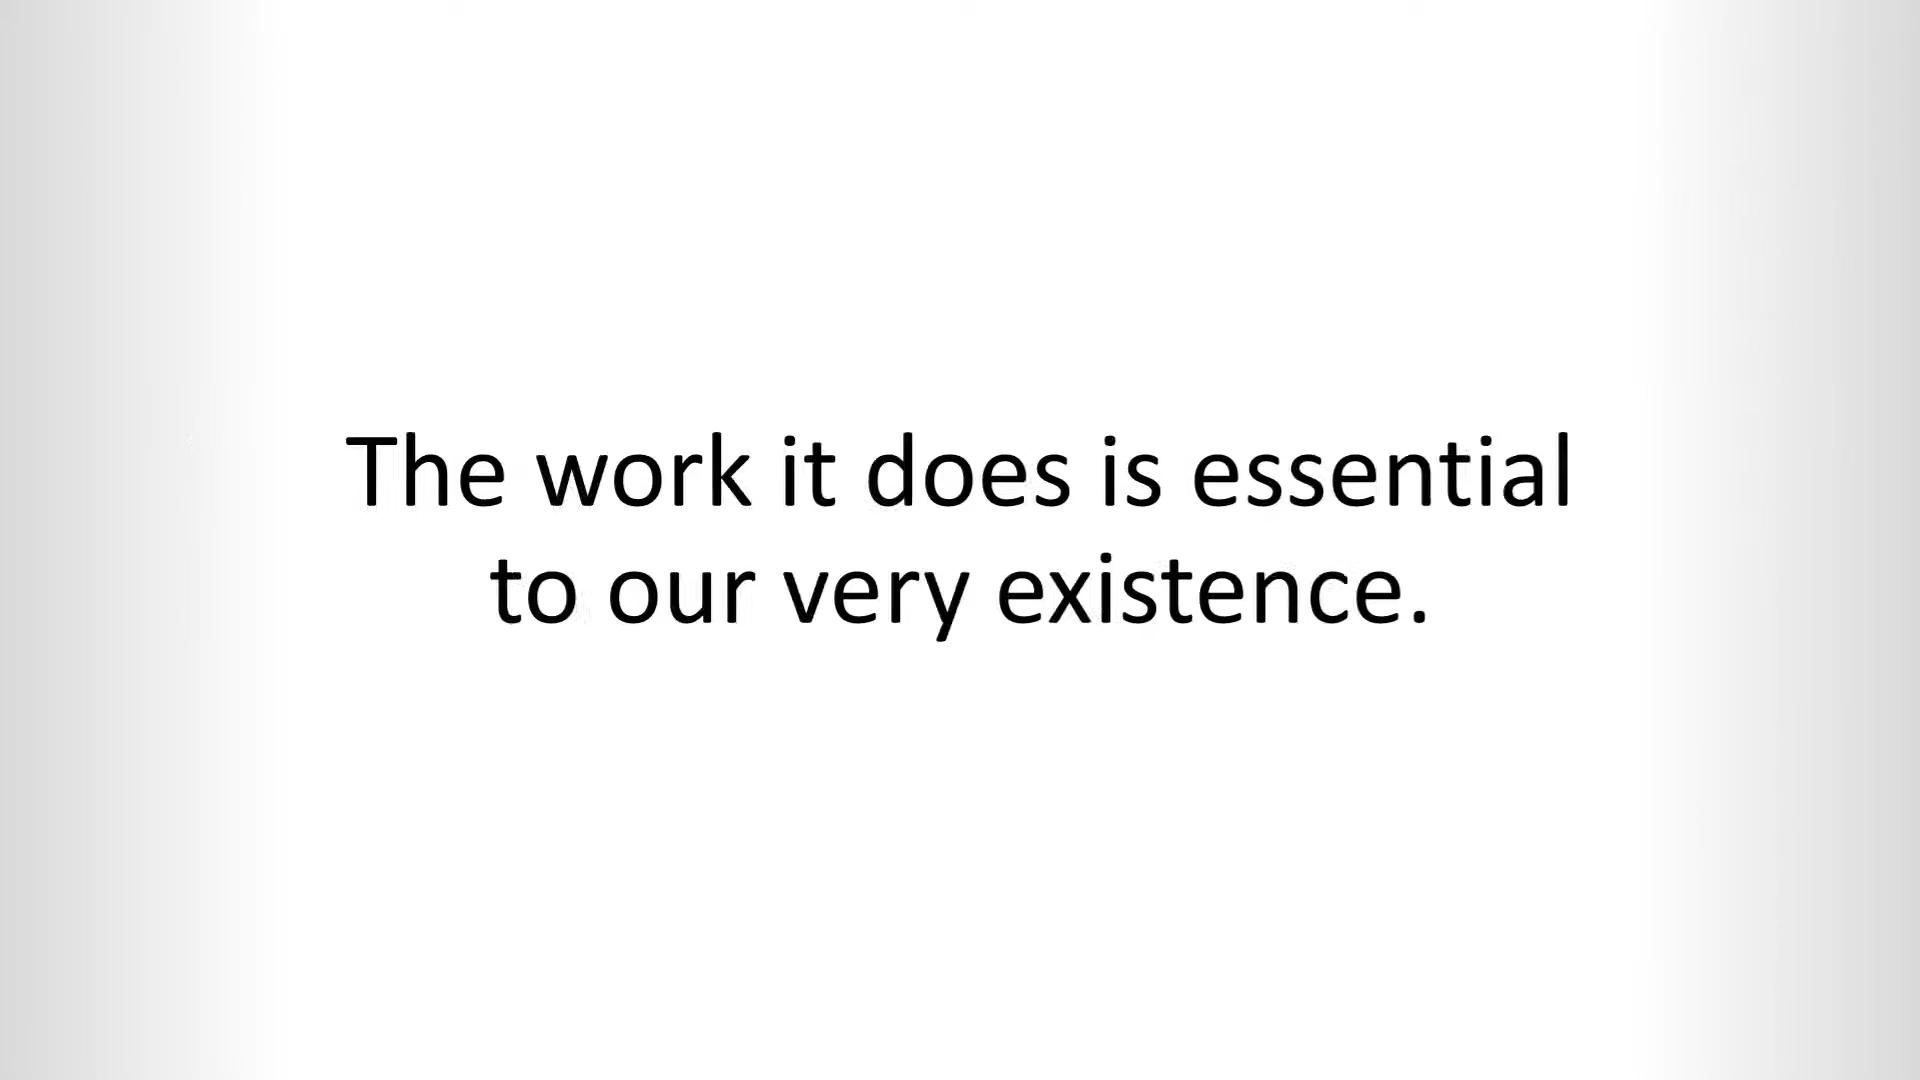 The work it does is essential
to our very existence.